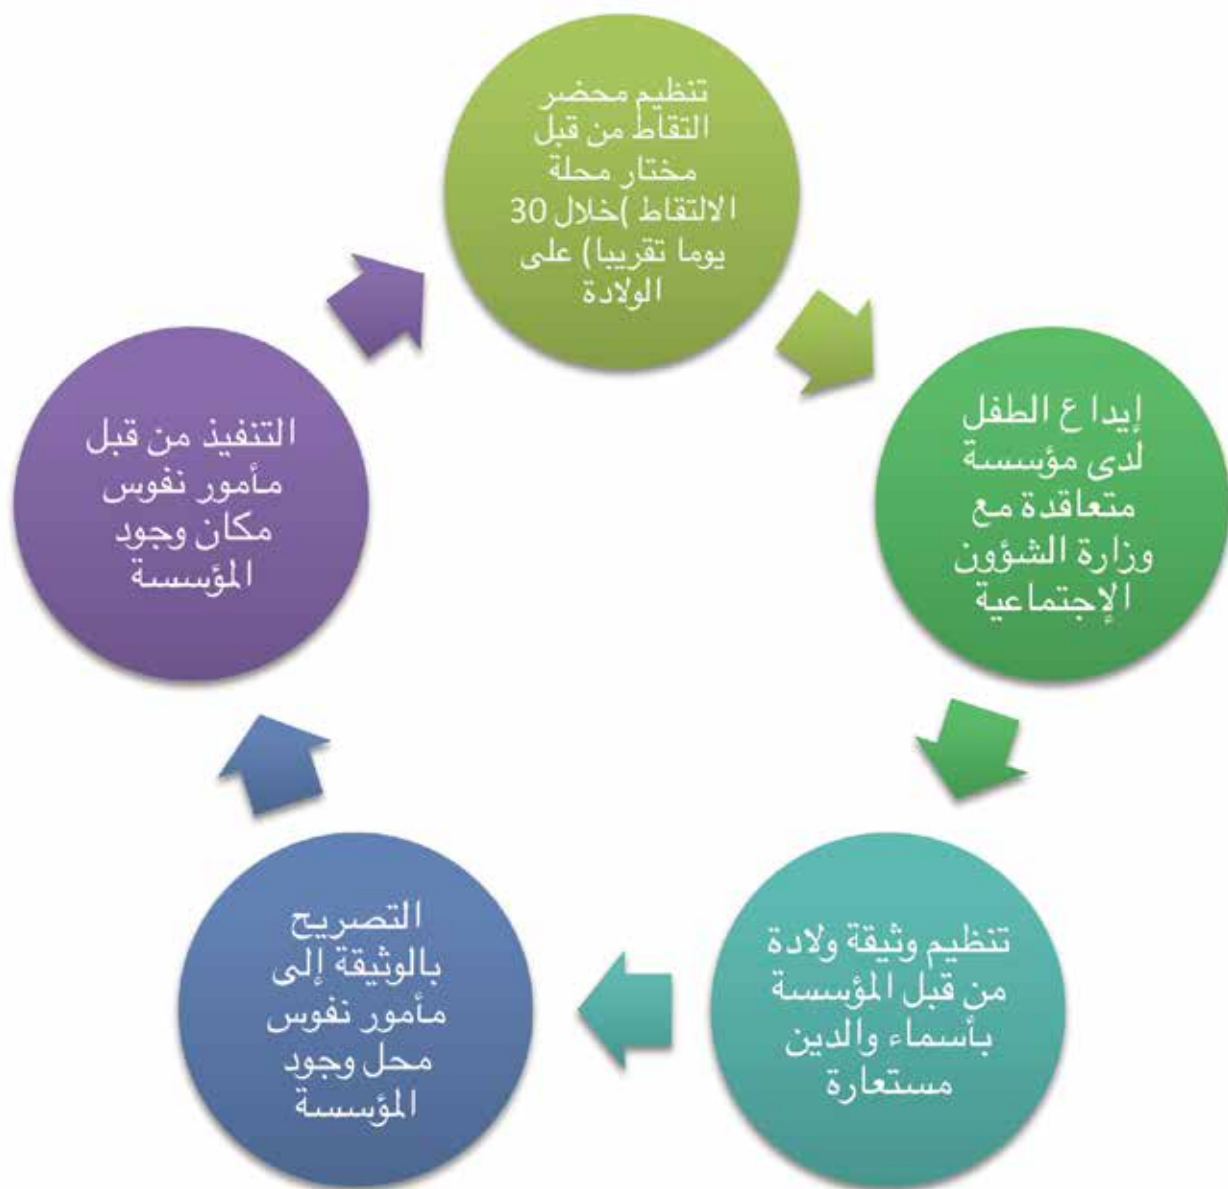 تنظيم محضر
التقاط من قبل
مختار محلة
الالتقاط )خلال 30
يوما تقريبا) على
الولادة
إيداع الطفل
لدى مؤسسة
متعاقدة مع
وزارة الشؤون
الإجتماعية
تنظيم وثيقة ولادة
من قبل المؤسسة
بأسماء والدين
مستعارة
التصريح
بالوثيقة إلى
مأمور نفوس
محل وجود
المؤسسة
التنفيذ من قبل
مأمور نفوس
مكان وجود
المؤسسة